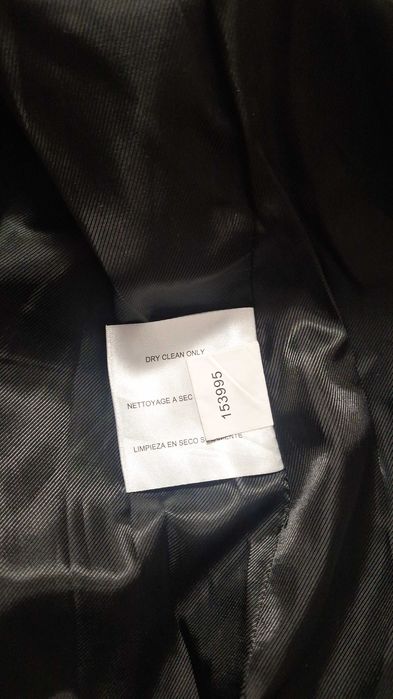 DRY CLEAN ONLY
NETTOYAGE A SEC
LIMPIEZA EN SECO
153995